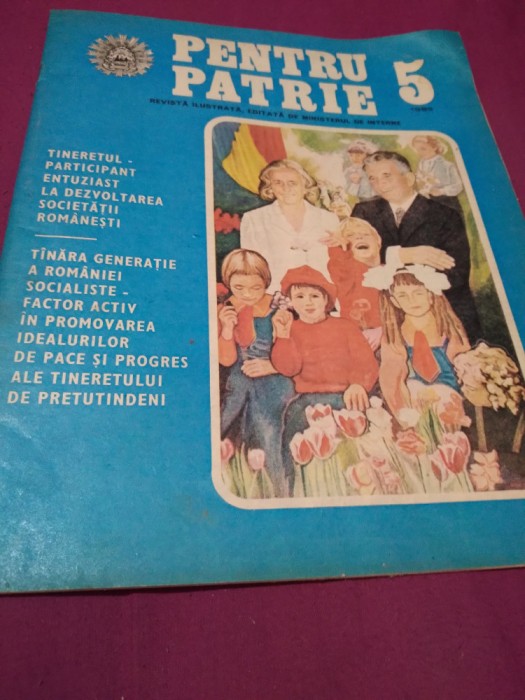 PENTRU
PATRIE 5
REVISTĂ ILUSTRATĂ, EDITATĂ DE MINISTERUL DE INTERNE
TINERETUL -
PARTICIPANT
ENTUZIAST
LA DEZVOLTAREA
SOCIETĂȚII
ROMÂNEȘTI
TÎNĂRA GENERAȚIE
A ROMÂNIEI
SOCIALISTE -
FACTOR ACTIV
ÎN PROMOVAREA
IDEALURILOR
DE PACE ȘI PROGRES
ALE TINERETULUI
DE PRETUTINDENI